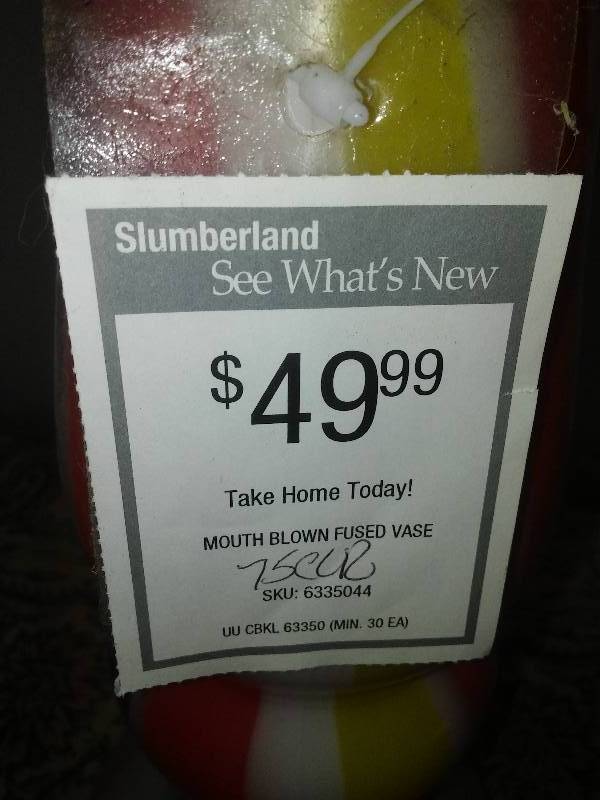 Slumberland
See What's New
$49.99
Take Home Today!
MOUTH BLOWN FUSED VASE
SKU: 6335044
UU CBKL 63350 (MIN. 30 EA)